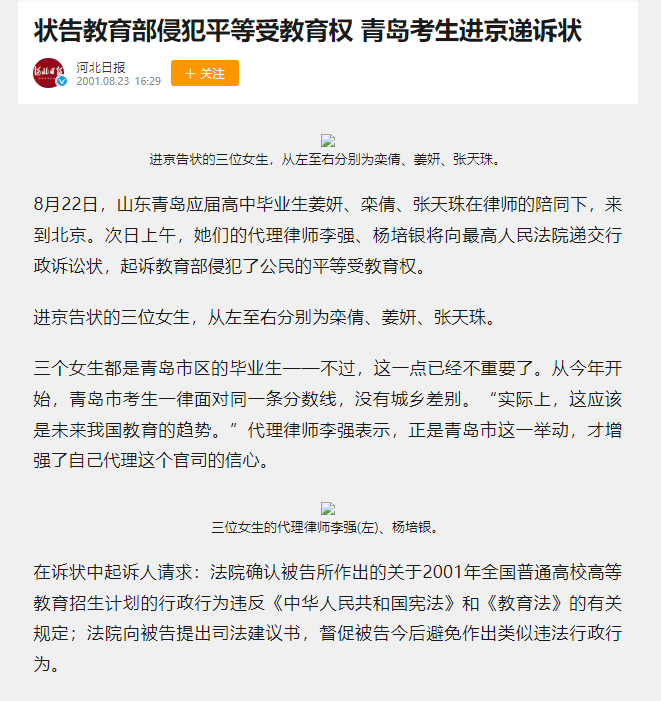 状告教育部侵犯平等受教育权 青岛考生进京递诉状
河北日报
河北日报
2001.08.23 16:29
＋ 关注
进京告状的三位女生，从左至右分别为栾倩、姜妍、张天珠。
8月22日，山东青岛应届高中毕业生姜妍、栾倩、张天珠在律师的陪同下，来
到北京。次日上午，她们的代理律师李强、杨培银将向最高人民法院递交行
政诉讼状，起诉教育部侵犯了公民的平等受教育权。
进京告状的三位女生，从左至右分别为栾倩、姜妍、张天珠。
三个女生都是青岛市区的毕业生——不过，这一点已经不重要了。从今年开
始，青岛市考生一律面对同一条分数线，没有城乡差别。“实际上，这应该
是未来我国教育的趋势。”代理律师李强表示，正是青岛市这一举动，才增
强了自己代理这个官司的信心。
三位女生的代理律师李强(左)、杨培银。
在诉状中起诉人请求：法院确认被告所作出的关于2001年全国普通高校高等
教育招生计划的行政行为违反《中华人民共和国宪法》和《教育法》的有关
规定；法院向被告提出司法建议书，督促被告今后避免作出类似违法行政行
为。